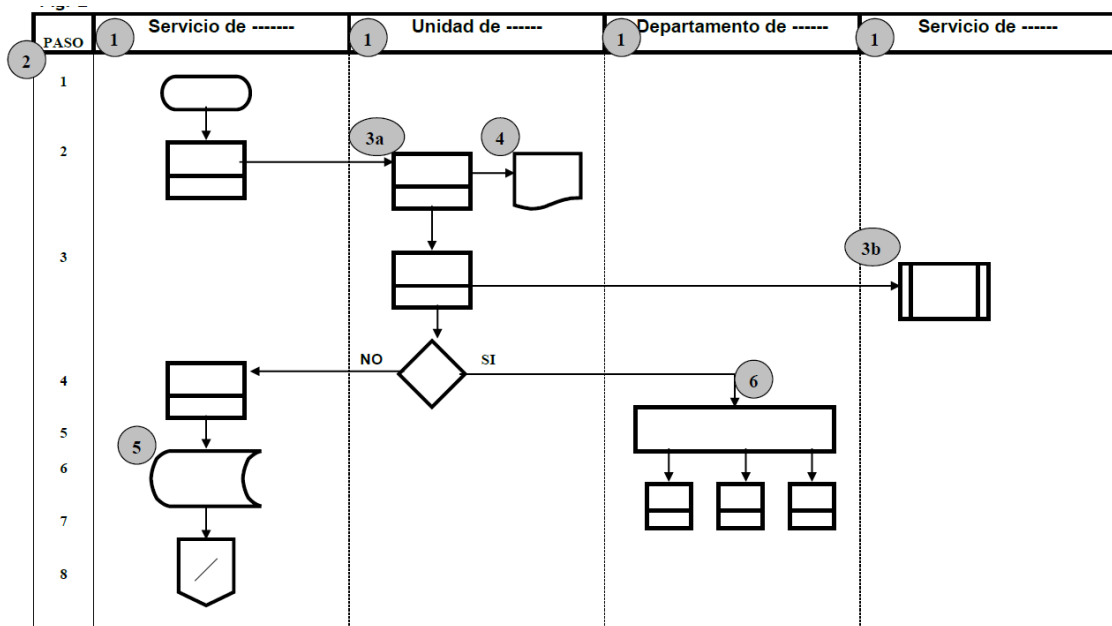 PASO
1 Servicio de -------
1 Unidad de ------
1 Departamento de -----
1 Servicio de ------
2
1
2
3a
4
3
3b
NO
SI
4
6
5
5
6
7
8